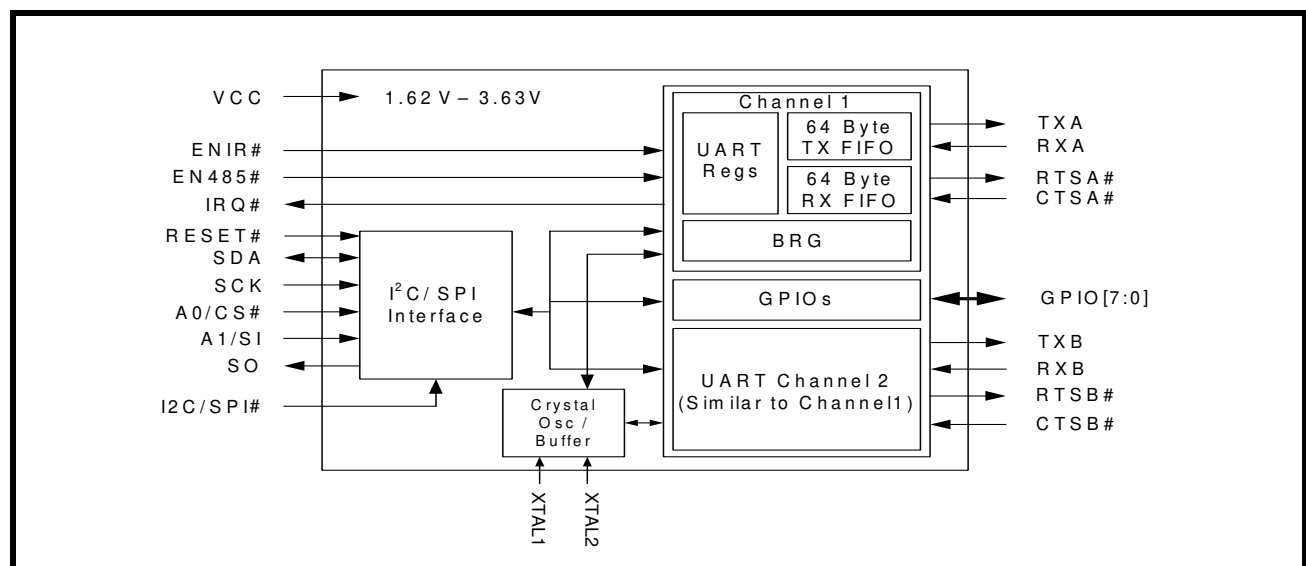 VCC
1.62V – 3.63V
ENIR#
EN485#
IRQ#
RESET#
SDA
SCK
A0/CS#
A1/SI
SO
I2C/SPI#
I²C/SPI
Interface
Crystal
Osc /
Buffer
XTAL1
XTAL2
Channel 1
UART
Regs
64 Byte
TX FIFO
64 Byte
RX FIFO
BRG
GPIOs
UART Channel 2
(Similar to Channel1)
TXA
RXA
RTSA#
CTSA#
GPIO[7:0]
TXB
RXB
RTSB#
CTSB#